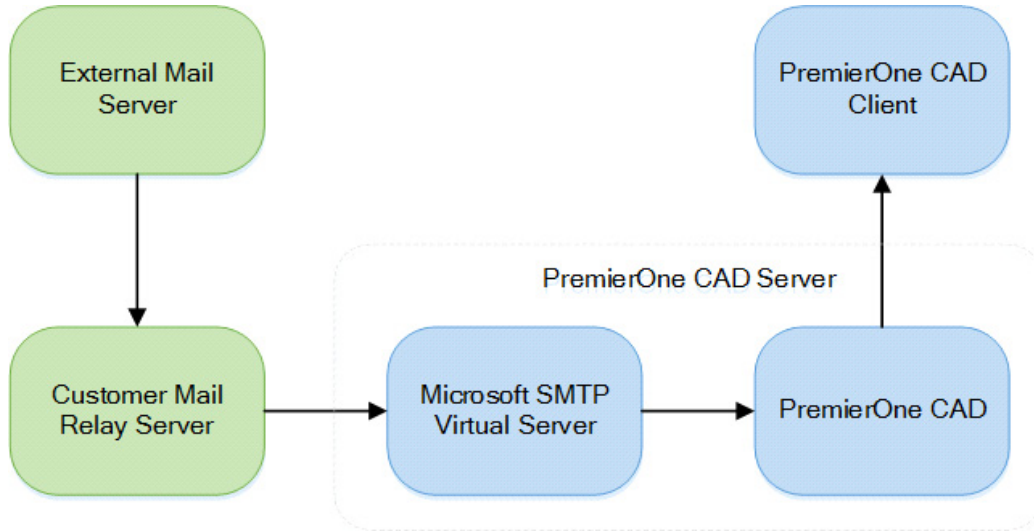 External Mail
Server
PremierOne CAD
Client
PremierOne CAD Server
Customer Mail
Relay Server
Microsoft SMTP
Virtual Server
PremierOne CAD